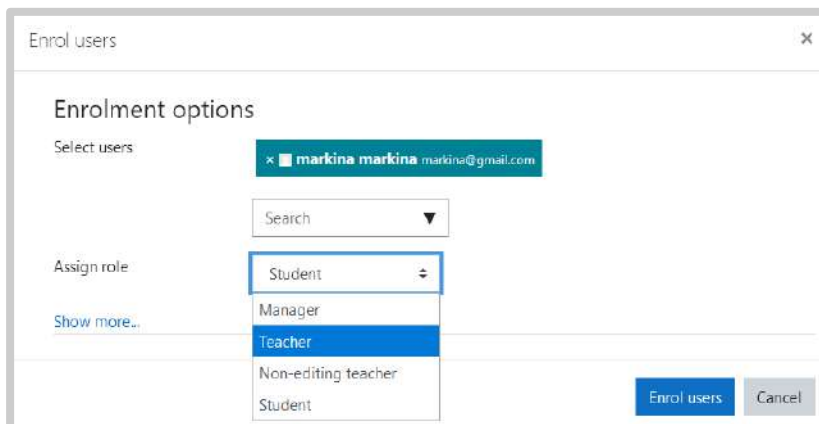 Enrol users ×
Enrolment options
Select users
× markina markina markina@gmail.com
Search ▼
Assign role
Student
Manager
Show more...
Teacher
Non-editing teacher
Student
Enrol users Cancel